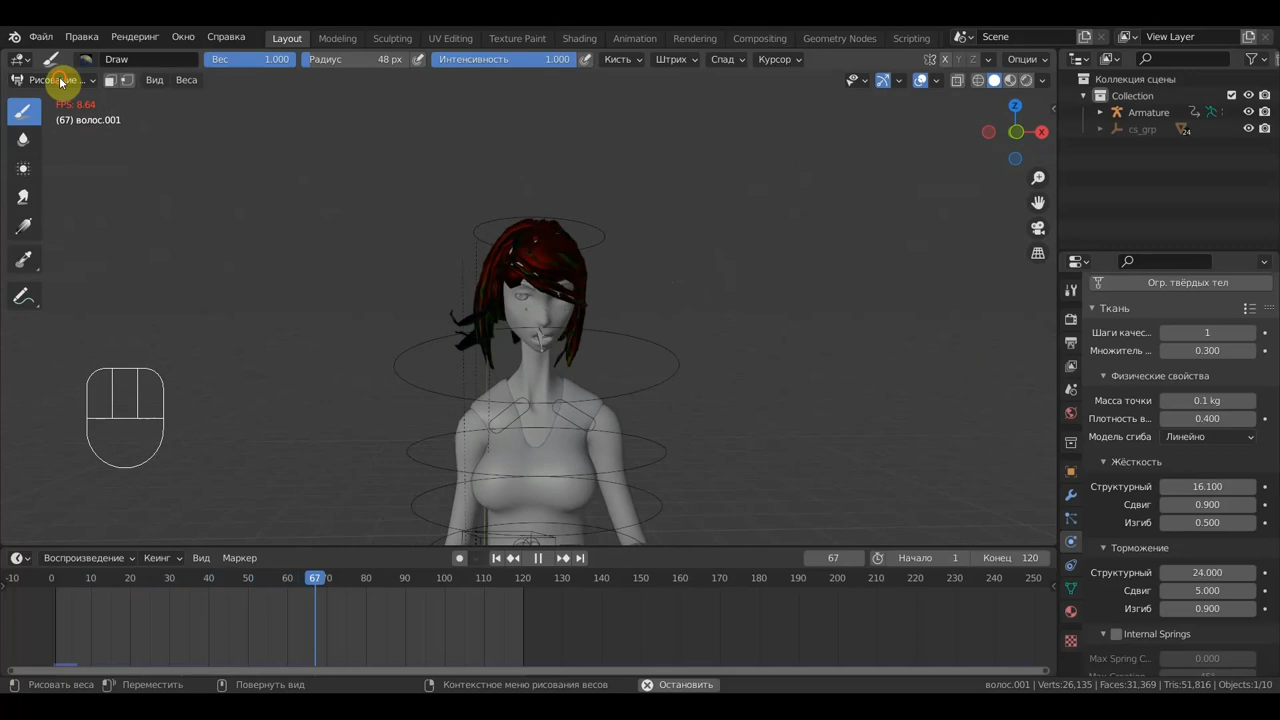 Файл Правка Рендеринг Окно Справка Layout Modeling Sculpting UV Editing Texture Paint Shading Animation Rendering Compositing Geometry Nodes Scripting Scene View Layer
Draw Вес 1.000 Радиус 48 px Интенсивность 1.000 Кисть Штрих Спад Курсор X Y Z Опции
Рисование ... Вид Веса
FPS: 8.64
(67) волос.001
Z
X
Коллекция сцены
Collection
Armature
cs_grp 24
Огр. твёрдых тел
Ткань
Шаги качес... 1
Множитель ... 0.300
Физические свойства
Масса точки 0.1 kg
Плотность в... 0.400
Модель сгиба Линейно
Жёсткость
Структурный 16.100
Сдвиг 0.900
Изгиб 0.500
Торможение
Структурный 24.000
Сдвиг 5.000
Изгиб 0.900
Internal Springs
Max Spring C... 0.000
Воспроизведение Кеинг Вид Маркер 67 Начало 1 Конец 120
-10 0 10 20 30 40 50 60 67 70 80 90 100 110 120 130 140 150 160 170 180 190 200 210 220 230 240 250
Рисовать веса Переместить Повернуть вид Контекстное меню рисования весов Остановить волос.001 | Verts:26,135 | Faces:31,369 | Tris:51,816 | Objects:1/10